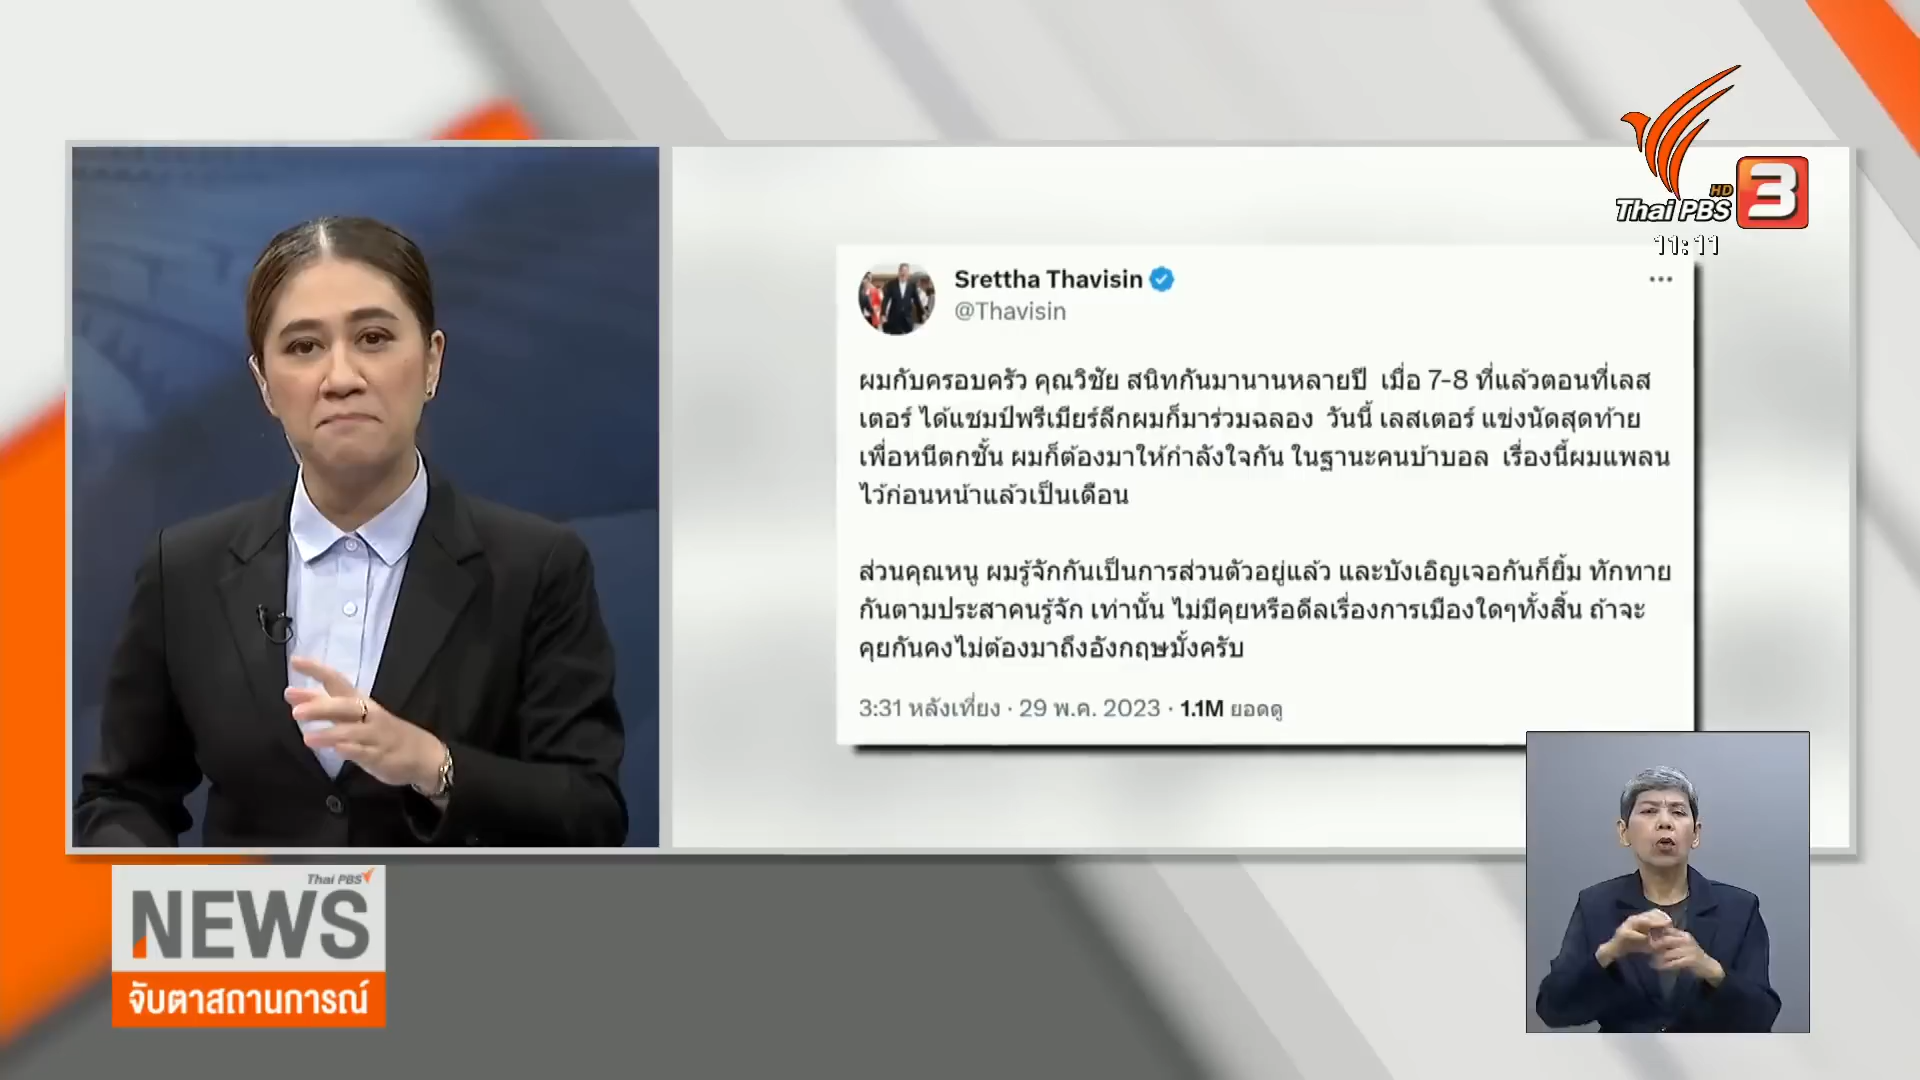 HD
Thai PBS 3
11:11
Srettha Thavisin
@Thavisin
ผมกับครอบครัว คุณวิชัย สนิทกันมานานหลายปี เมื่อ 7-8 ที่แล้วตอนที่เลส
เตอร์ ได้แชมป์พรีเมียร์ลีกผมก็มาร่วมฉลอง วันนี้ เลสเตอร์ แข่งนัดสุดท้าย
เพื่อหนีตกชั้น ผมก็ต้องมาให้กำลังใจกัน ในฐานะคนบ้าบอล เรื่องนี้ผมแพลน
ไว้ก่อนหน้าแล้วเป็นเดือน
ส่วนคุณหนู ผมรู้จักกันเป็นการส่วนตัวอยู่แล้ว และบังเอิญเจอกันก็ยิ้ม ทักทาย
กันตามประสาคนรู้จัก เท่านั้น ไม่มีคุยหรือดีลเรื่องการเมืองใดๆทั้งสิ้น ถ้าจะ
คุยกันคงไม่ต้องมาถึงอังกฤษมั้งครับ
3:31 หลังเที่ยง · 29 พ.ค. 2023 · 1.1M ยอดดู
Thai PBS
NEWS
จับตาสถานการณ์